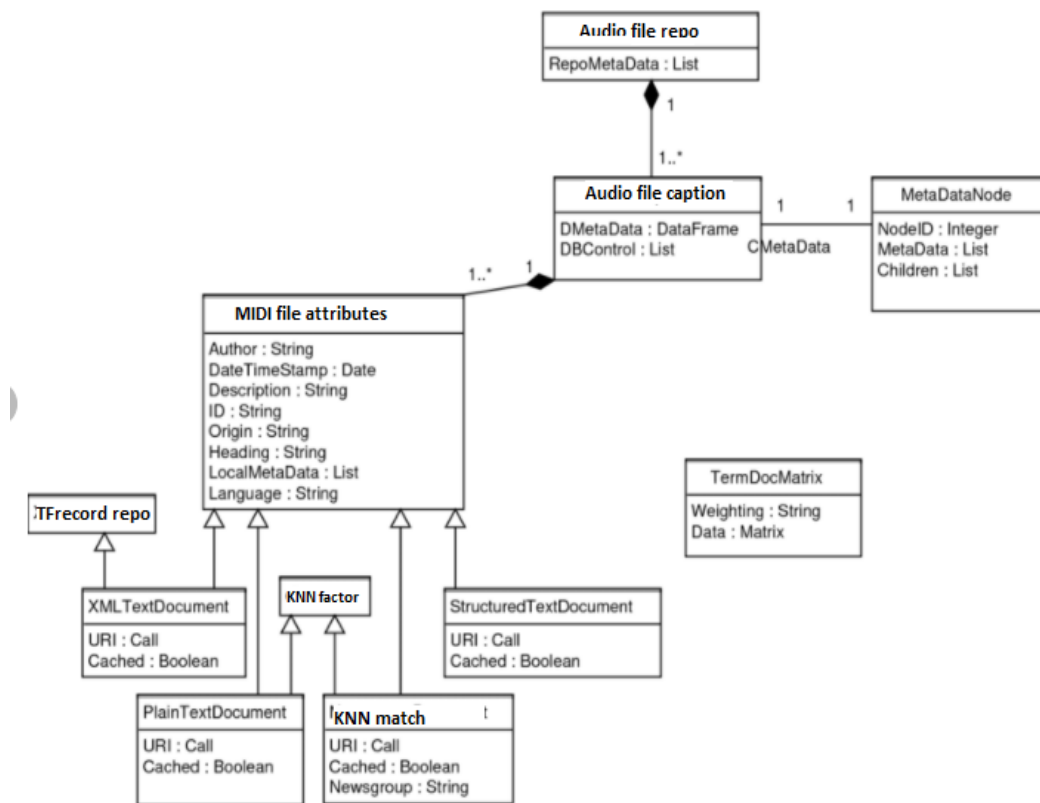 Audio file repo
RepoMetaData : List
1
1..*
Audio file caption
DMetaData : DataFrame
DBControl : List
1
1
CMetaData
MetaDataNode
NodeID : Integer
MetaData : List
Children : List
1..*
1
MIDI file attributes
Author : String
DateTimeStamp : Date
Description : String
ID : String
Origin : String
Heading : String
LocalMetaData : List
Language : String
TermDocMatrix
Weighting : String
Data : Matrix
TFrecord repo
KNN factor
XMLTextDocument
URI : Call
Cached : Boolean
StructuredTextDocument
URI : Call
Cached : Boolean
PlainTextDocument
URI : Call
Cached : Boolean
KNN match
URI : Call
Cached : Boolean
Newsgroup : String